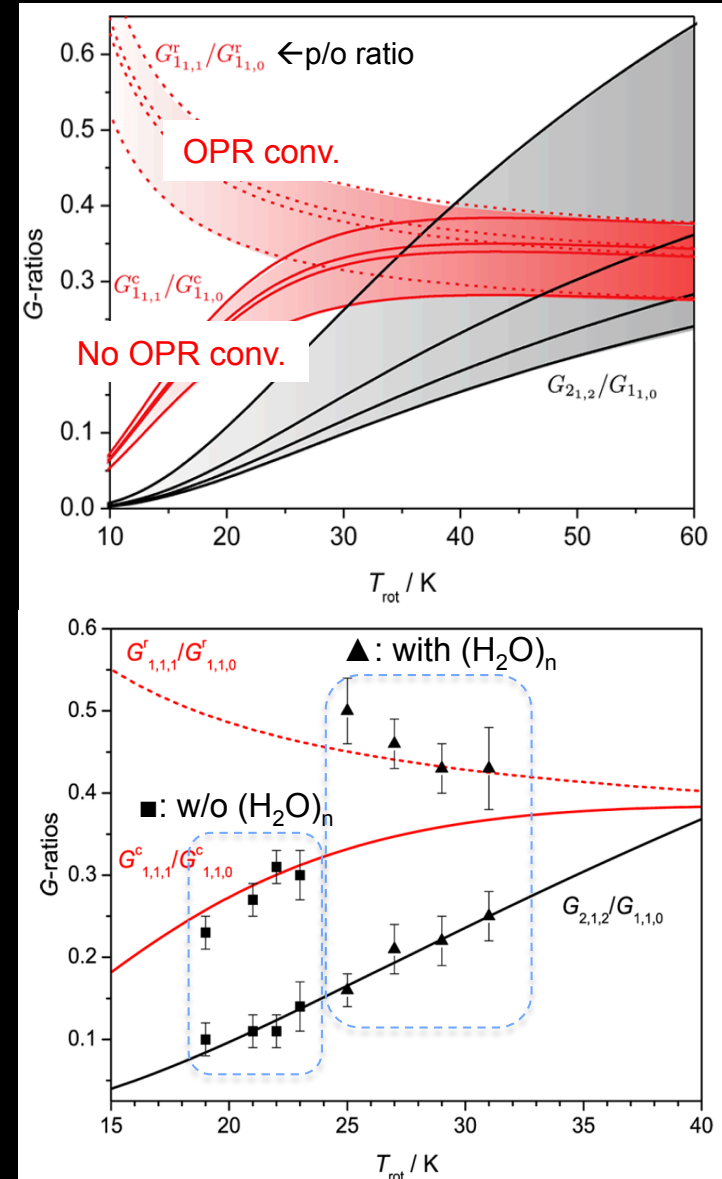 0.6
0.5
0.4
0.3
0.1
0.0
G-ratios
G^r_{1_{1,1}}/G^r_{1_{1,0}} ←p/o ratio
OPR conv.
G^c_{1_{1,1}}/G^c_{1_{1,0}}
No OPR conv.
G_{2_{1,2}}/G_{1_{1,0}}
10 20 30 40 50 60
T_rot / K
0.6
0.5
0.4
0.3
0.2
0.1
G-ratios
G^r_{1,1,1}/G^r_{1,1,0}
▲: with (H₂O)ₙ
■: w/o (H₂O)ₙ
G^c_{1,1,1}/G^c_{1,1,0}
G_{2,1,2}/G_{1,1,0}
15 20 25 30 35 40
T_rot / K